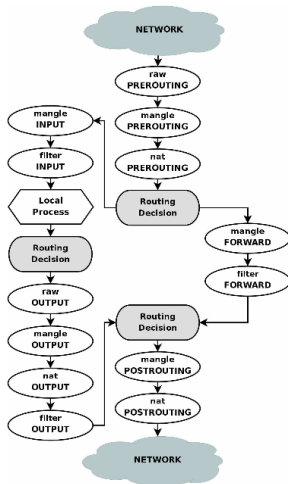 NETWORK
raw
PREROUTING
mangle
PREROUTING
nat
PREROUTING
Routing
Decision
mangle
INPUT
filter
INPUT
Local
Process
Routing
Decision
raw
OUTPUT
mangle
OUTPUT
nat
OUTPUT
filter
OUTPUT
mangle
FORWARD
filter
FORWARD
Routing
Decision
mangle
POSTROUTING
nat
POSTROUTING
NETWORK